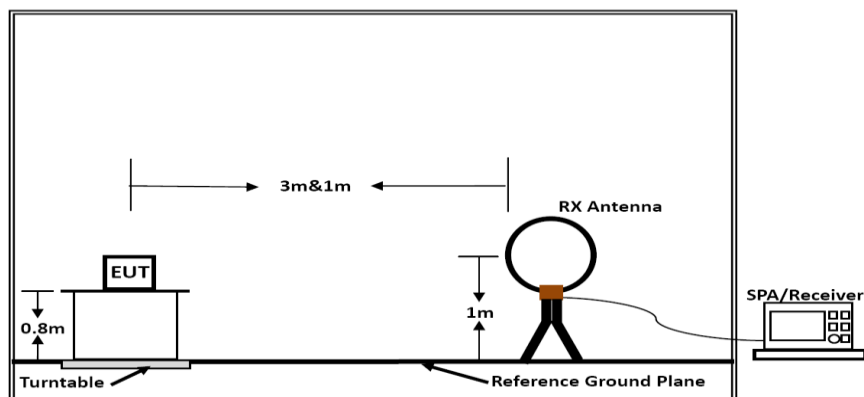 3m&1m
RX Antenna
EUT
SPA/Receiver
0.8m
1m
Turntable
Reference Ground Plane